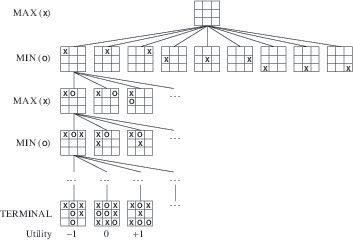 MAX (X)
X X X X X X X X X
MIN (O)
MAX (X)
X O X O X
O
...
MIN (O)
X O X X O X O
X X
...
... ... ... ...
TERMINAL
X O X X O X X O X
O X O O X X
O X X O X O O
Utility −1 0 +1